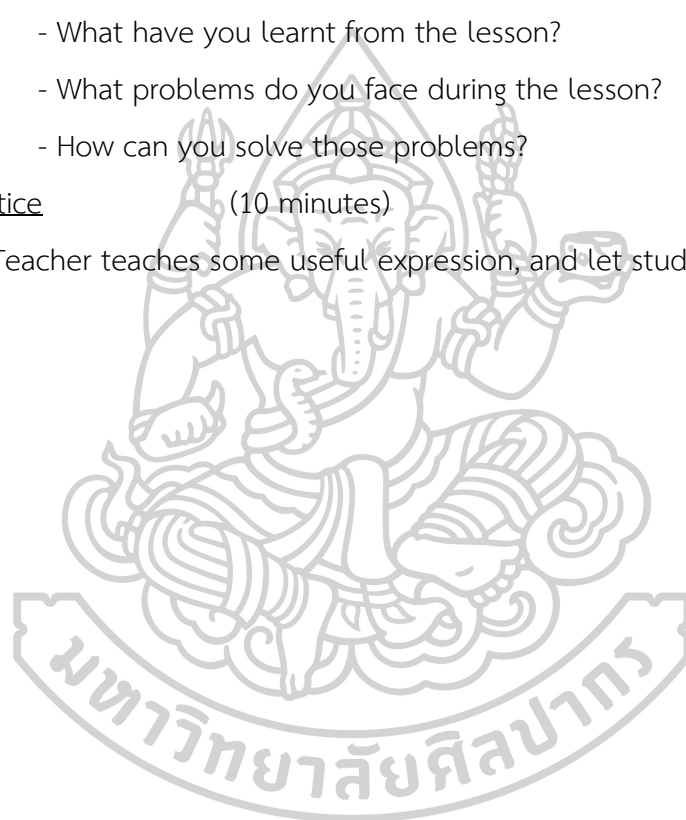 - What have you learnt from the lesson?
- What problems do you face during the lesson?
- How can you solve those problems?
tice (10 minutes)
Teacher teaches some useful expression, and let stud
มหาวิทยาลัยศิลปากร